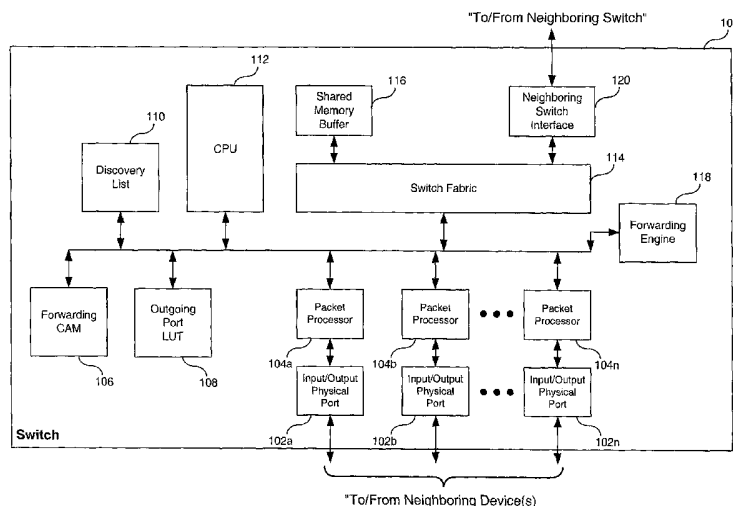 "To/From Neighboring Switch"
10
112
116
120
110
Shared
Memory
Buffer
Neighboring
Switch
Interface
CPU
Discovery
List
114
Switch Fabric
118
Forwarding
Engine
Forwarding
CAM
Outgoing
Port
LUT
Packet
Processor
Packet
Processor
Packet
Processor
106
108
104a
104b
104n
Input/Output
Physical
Port
Input/Output
Physical
Port
Input/Output
Physical
Port
102a
102b
102n
Switch
"To/From Neighboring Device(s)